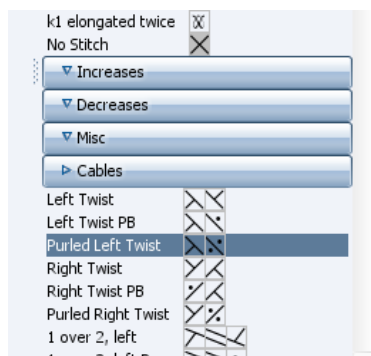 k1 elongated twice
No Stitch
Increases
Decreases
Misc
Cables
Left Twist
Left Twist PB
Purled Left Twist
Right Twist
Right Twist PB
Purled Right Twist
1 over 2, left